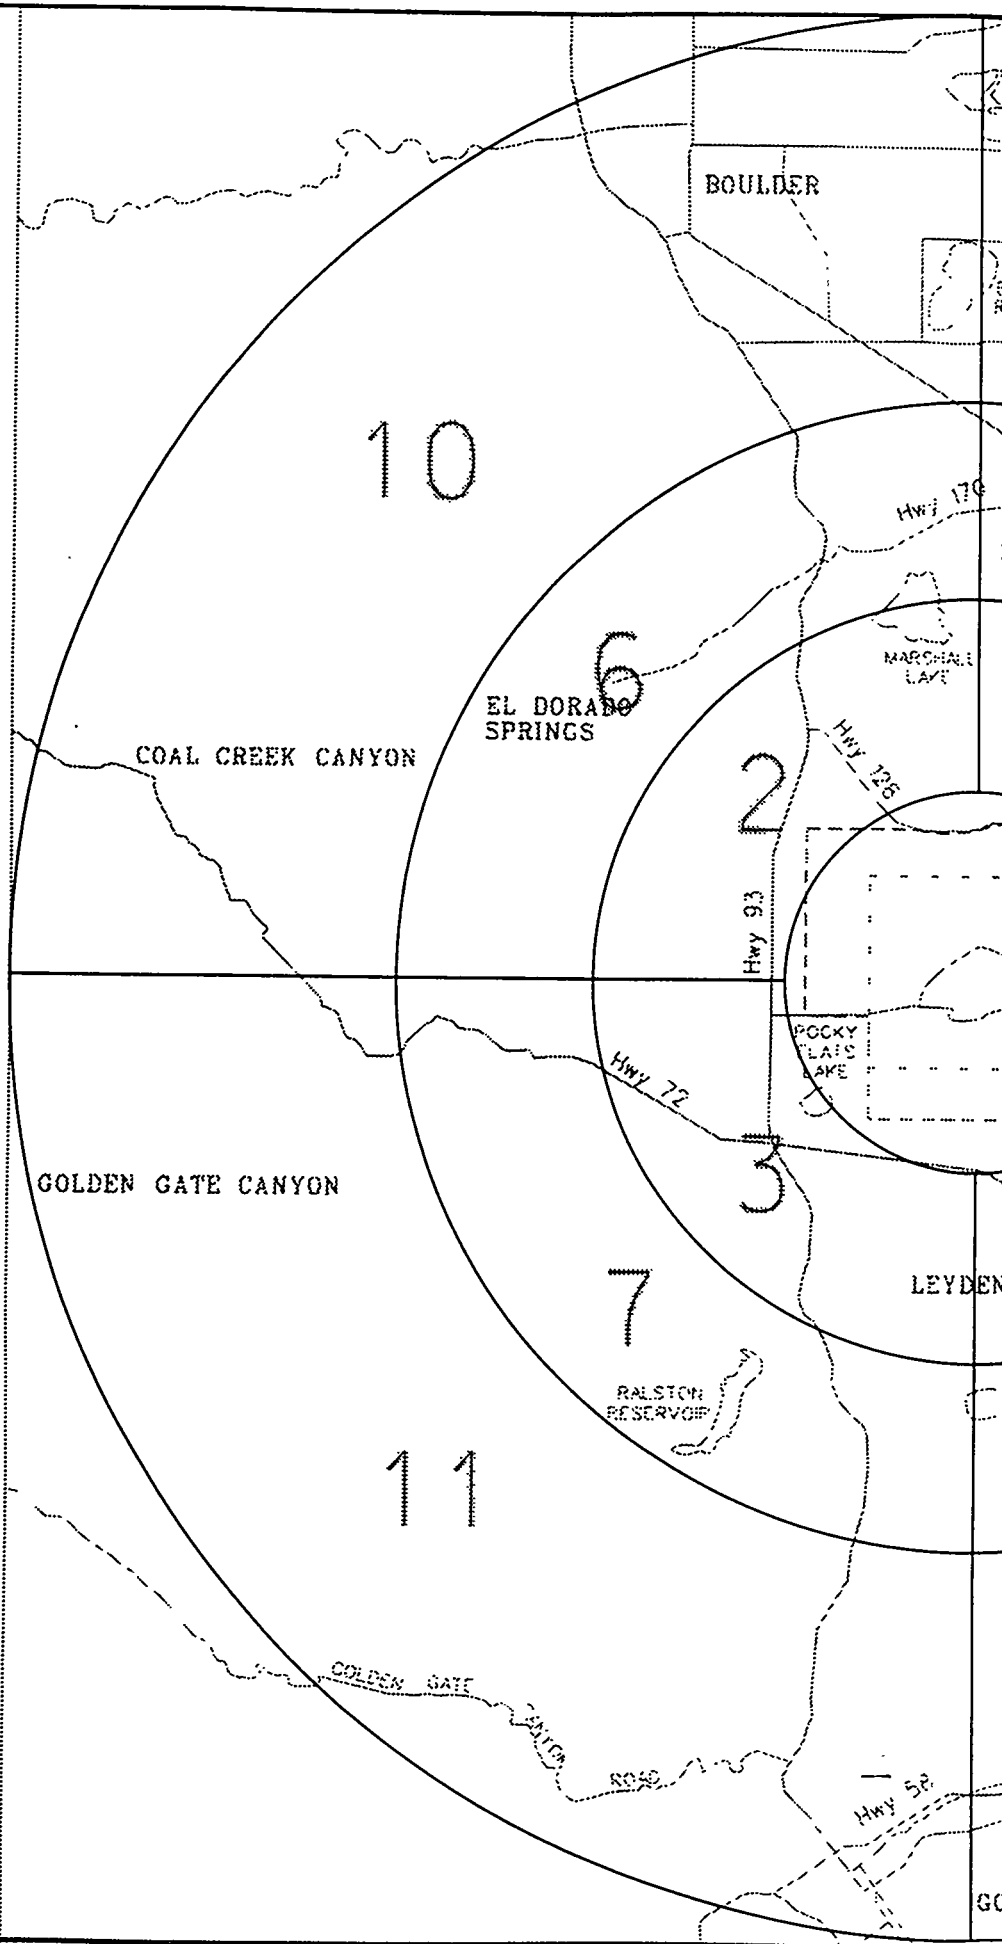 BOULDER
10
Hwy 170
6
MARSHALL
LAKE
EL DORADO
SPRINGS
Hwy 128
COAL CREEK CANYON
2
Hwy 93
ROCKY
FLATS
LAKE
Hwy 72
3
GOLDEN GATE CANYON
7
LEYDEN
RALSTON
RESERVOIR
11
GOLDEN GATE
CANYON
ROAD
Hwy 58
GO